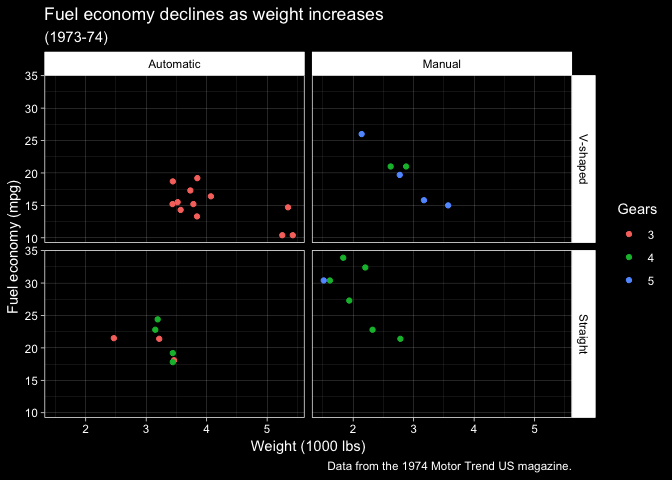 Fuel economy declines as weight increases
(1973-74)
Automatic
Manual
35
30
25
20
15
10
V-shaped
35
30
25
20
15
10
Straight
2 3 4 5
2 3 4 5
Fuel economy (mpg)
Weight (1000 lbs)
Gears
3
4
5
Data from the 1974 Motor Trend US magazine.